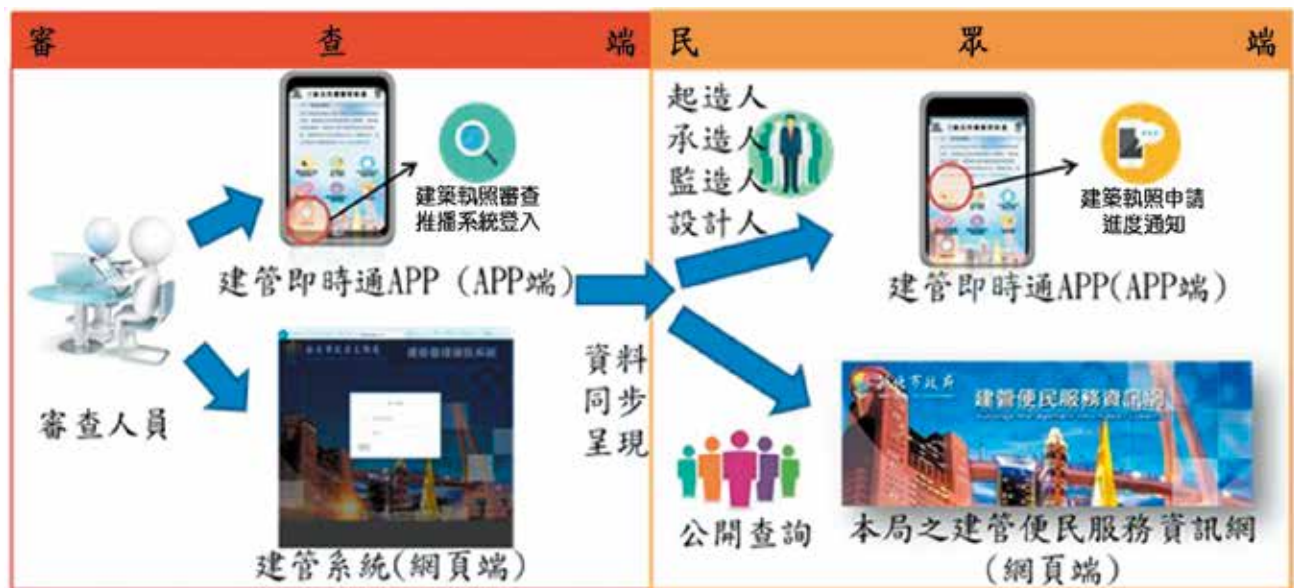 審查端
民眾端
建築執照審查
推播系統登入
建管即時通APP (APP端)
審查人員
建管系統(網頁端)
資料
同步
呈現
起造人
承造人
監造人
設計人
建築執照申請
進度通知
建管即時通APP(APP端)
公開查詢
新北市政府
建管便民服務資訊網
本局之建管便民服務資訊網
(網頁端)